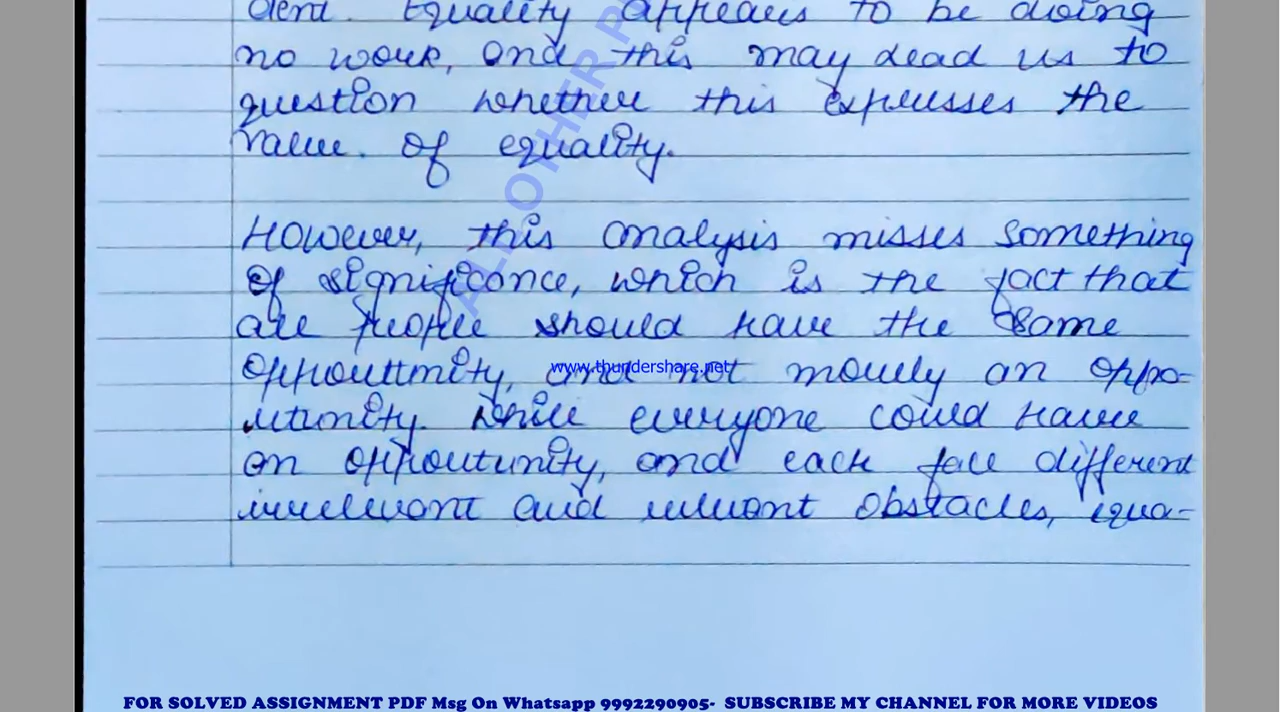 dent. Equality appears to be doing
no work, and this may dead us to
question whether this expresses the
value. of equality.
However, this analysis misses something
of significance, which is the fact that
all people should have the same
opportunity, and not merely an oppo-
rtunity. While everyone could have
an opportunity, and each face different
irrelevant and relevant obstacles, equa-
www.thundershare.net
FOR SOLVED ASSIGNMENT PDF Msg On Whatsapp 9992290905- SUBSCRIBE MY CHANNEL FOR MORE VIDEOS